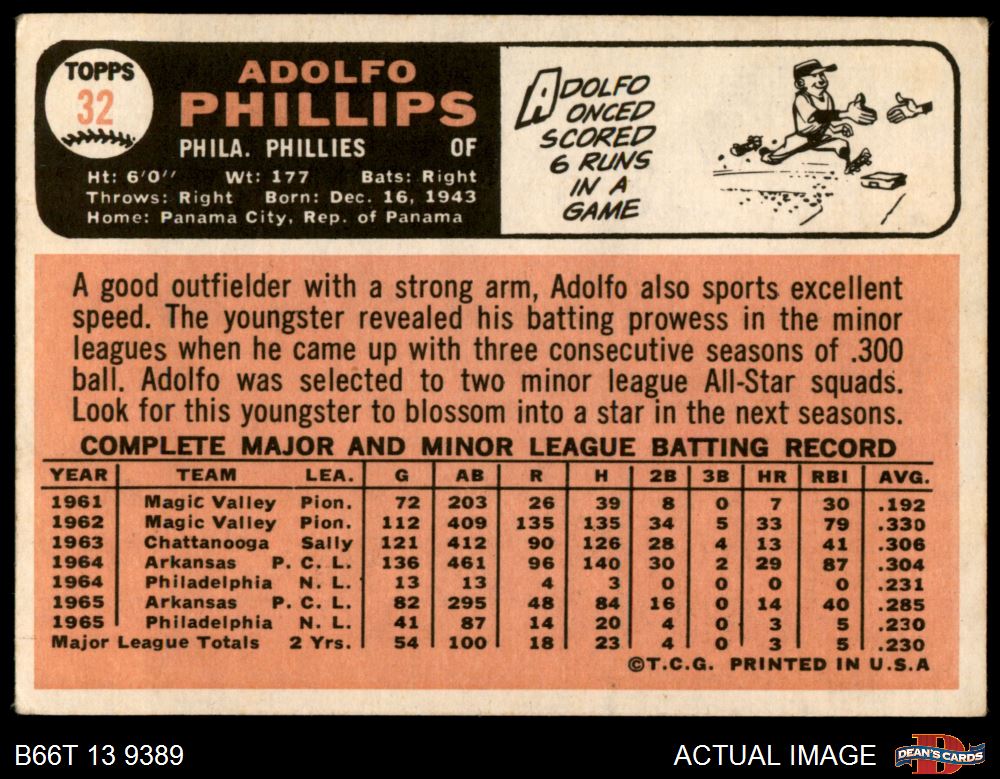 TOPPS
32
ADOLFO
PHILLIPS
PHILA. PHILLIES OF
Ht: 6'0" Wt: 177 Bats: Right
Throws: Right Born: Dec. 16, 1943
Home: Panama City, Rep. of Panama
ADOLFO
ONCED
SCORED
6 RUNS
IN A
GAME
A good outfielder with a strong arm, Adolfo also sports excellent
speed. The youngster revealed his batting prowess in the minor
leagues when he came up with three consecutive seasons of .300
ball. Adolfo was selected to two minor league All-Star squads.
Look for this youngster to blossom into a star in the next seasons.
COMPLETE MAJOR AND MINOR LEAGUE BATTING RECORD
YEAR TEAM LEA. G AB R H 2B 3B HR RBI AVG.
1961 Magic Valley Pion. 72 203 26 39 8 0 7 30 .192
1962 Magic Valley Pion. 112 409 135 135 34 5 33 79 .330
1963 Chattanooga Sally 121 412 90 126 28 4 13 41 .306
1964 Arkansas P. C. L. 136 461 96 140 30 2 29 87 .304
1964 Philadelphia N. L. 13 13 4 3 0 0 0 0 .231
1965 Arkansas P. C. L. 82 295 48 84 16 0 14 40 .285
1965 Philadelphia N. L. 41 87 14 20 4 0 3 5 .230
Major League Totals 2 Yrs. 54 100 18 23 4 0 3 5 .230
©T.C.G. PRINTED IN U.S.A
B66T 13 9389 ACTUAL IMAGE DEAN'S CARDS